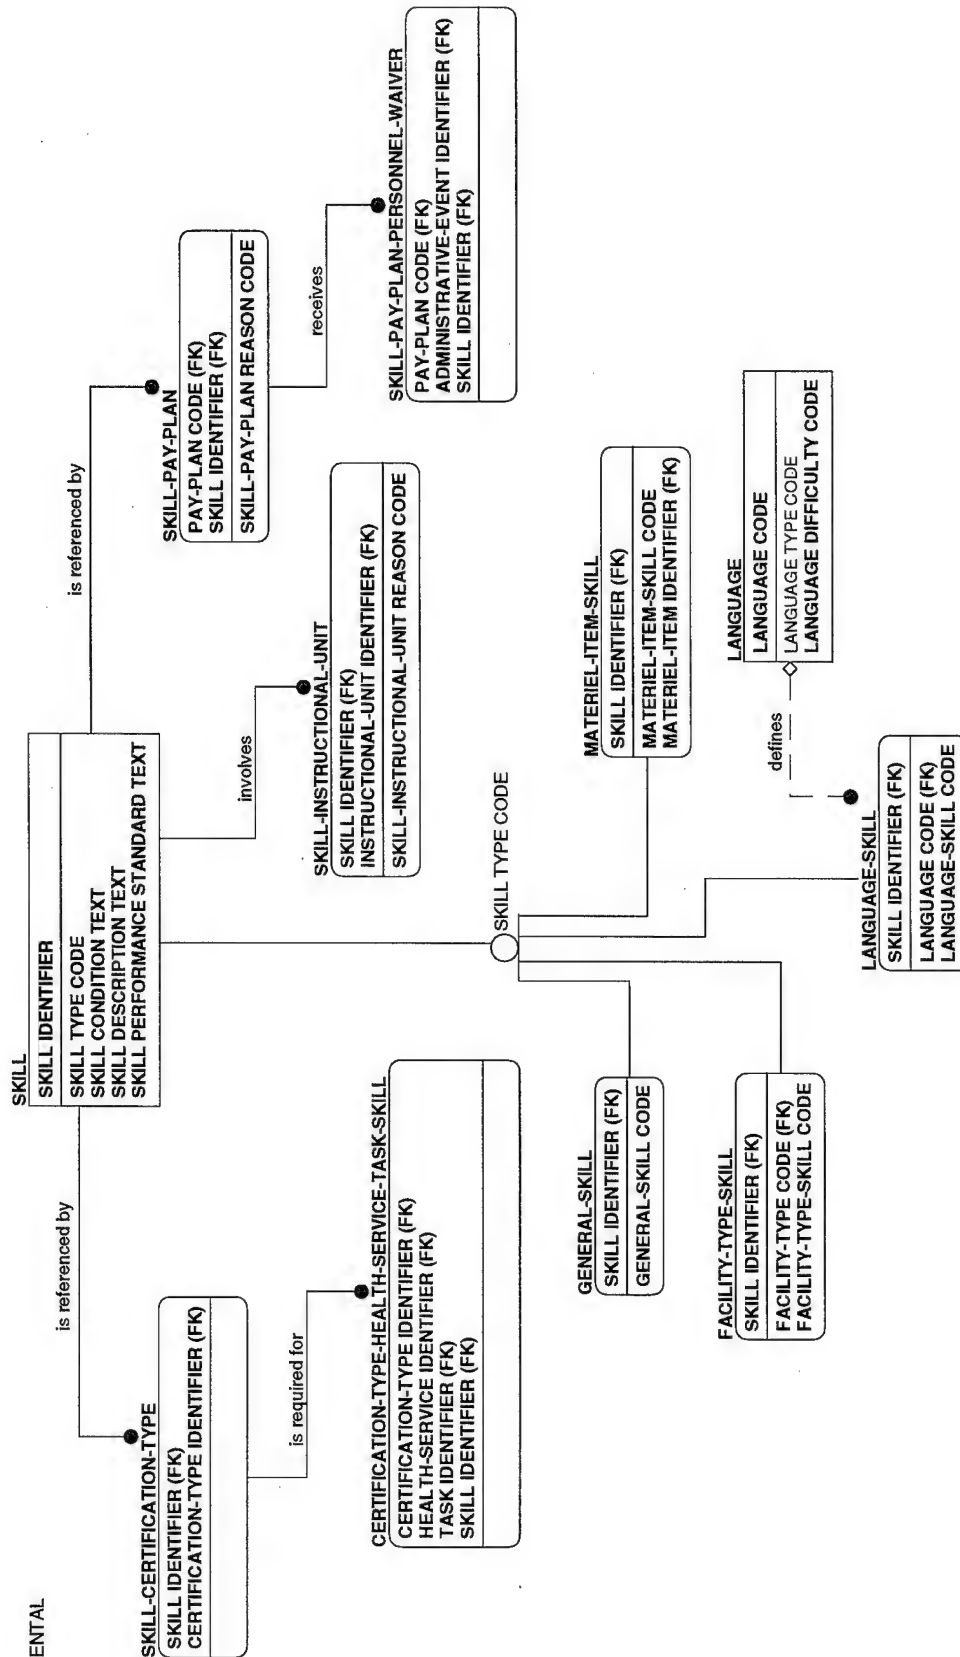 ENTAL
SKILL
SKILL IDENTIFIER
SKILL TYPE CODE
SKILL CONDITION TEXT
SKILL DESCRIPTION TEXT
SKILL PERFORMANCE STANDARD TEXT
is referenced by
is referenced by
involves
SKILL-CERTIFICATION-TYPE
SKILL IDENTIFIER (FK)
CERTIFICATION-TYPE IDENTIFIER (FK)
is required for
CERTIFICATION-TYPE-HEALTH-SERVICE-TASK-SKILL
CERTIFICATION-TYPE IDENTIFIER (FK)
HEALTH-SERVICE IDENTIFIER (FK)
TASK IDENTIFIER (FK)
SKILL IDENTIFIER (FK)
SKILL-INSTRUCTIONAL-UNIT
SKILL IDENTIFIER (FK)
INSTRUCTIONAL-UNIT IDENTIFIER (FK)
SKILL-INSTRUCTIONAL-UNIT REASON CODE
SKILL-PAY-PLAN
PAY-PLAN CODE (FK)
SKILL IDENTIFIER (FK)
SKILL-PAY-PLAN REASON CODE
receives
SKILL-PAY-PLAN-PERSONNEL-WAIVER
PAY-PLAN CODE (FK)
ADMINISTRATIVE-EVENT IDENTIFIER (FK)
SKILL IDENTIFIER (FK)
SKILL TYPE CODE
GENERAL-SKILL
SKILL IDENTIFIER (FK)
GENERAL-SKILL CODE
MATERIEL-ITEM-SKILL
SKILL IDENTIFIER (FK)
MATERIEL-ITEM-SKILL CODE
MATERIEL-ITEM IDENTIFIER (FK)
FACILITY-TYPE-SKILL
SKILL IDENTIFIER (FK)
FACILITY-TYPE CODE (FK)
FACILITY-TYPE-SKILL CODE
LANGUAGE
LANGUAGE CODE
LANGUAGE TYPE CODE
LANGUAGE DIFFICULTY CODE
defines
LANGUAGE-SKILL
SKILL IDENTIFIER (FK)
LANGUAGE CODE (FK)
LANGUAGE-SKILL CODE